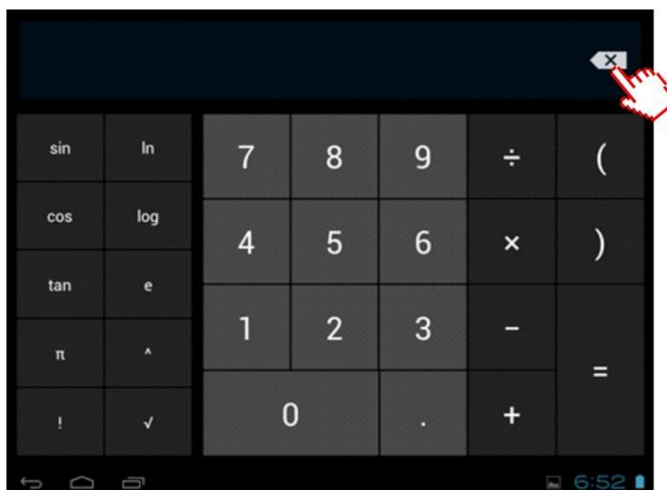 sin ln 7 8 9 ÷ (
cos log 4 5 6 × )
tan e 1 2 3 −
π ^ =
! √ 0 . +
6:52